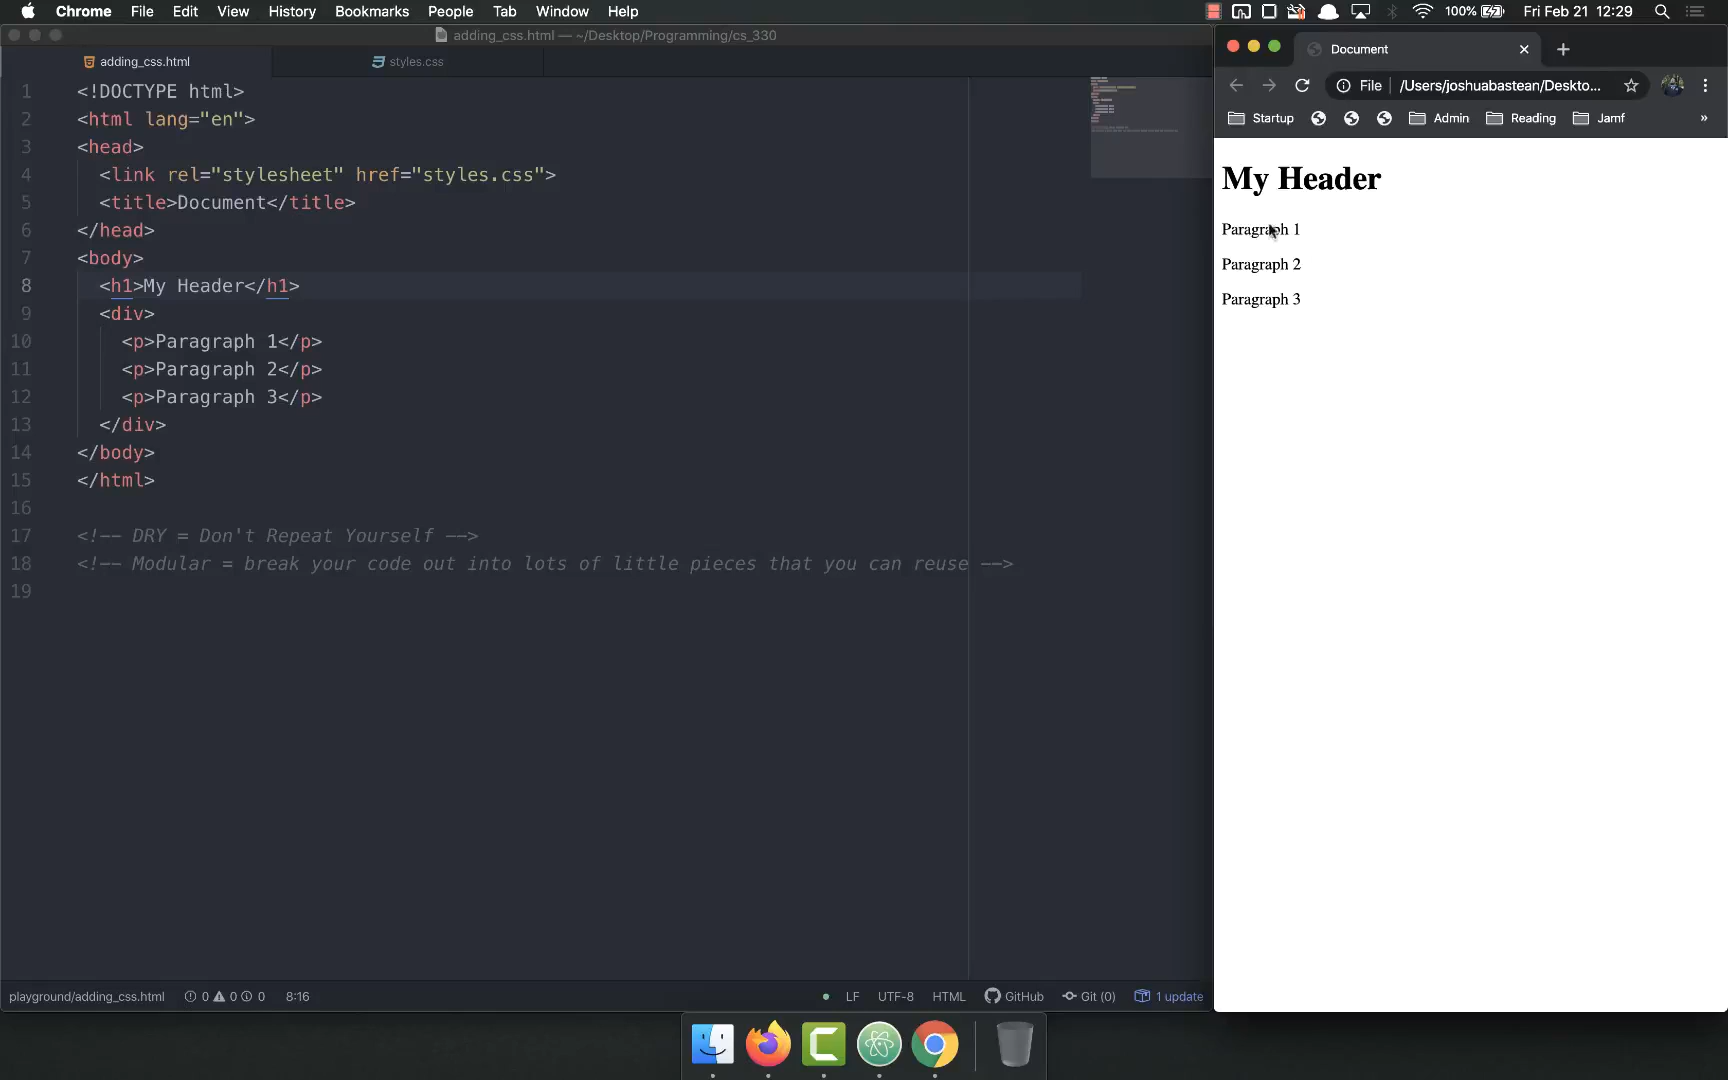 Chrome File Edit View History Bookmarks People Tab Window Help 100% Fri Feb 21 12:29
adding_css.html — ~/Desktop/Programming/cs_330
adding_css.html styles.css
1 <!DOCTYPE html>
2 <html lang="en">
3 <head>
4 <link rel="stylesheet" href="styles.css">
5 <title>Document</title>
6 </head>
7 <body>
8 <h1>My Header</h1>
9 <div>
10 <p>Paragraph 1</p>
11 <p>Paragraph 2</p>
12 <p>Paragraph 3</p>
13 </div>
14 </body>
15 </html>
16
17 <!-- DRY = Don't Repeat Yourself -->
18 <!-- Modular = break your code out into lots of little pieces that you can reuse -->
19
playground/adding_css.html 0 0 0 8:16 LF UTF-8 HTML GitHub Git (0) 1 update
Document
File /Users/joshuabastean/Deskto...
Startup Admin Reading Jamf »
My Header
Paragraph 1
Paragraph 2
Paragraph 3